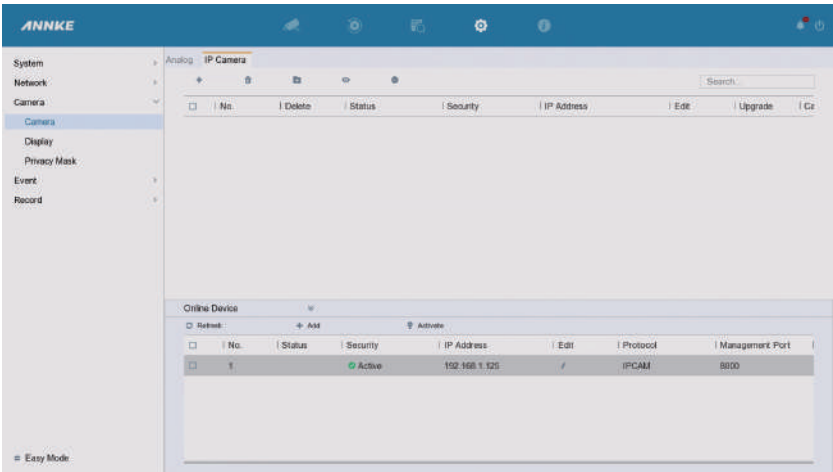 ANNKE
System
Network
Camera
Camera
Display
Privacy Mask
Event
Record
Easy Mode
Analog IP Camera
Search...
No. Delete Status Security IP Address Edit Upgrade Ca
Online Device
Refresh Add Activate
No. Status Security IP Address Edit Protocol Management Port
1 Active 192.168.1.125 IPCAM 8000